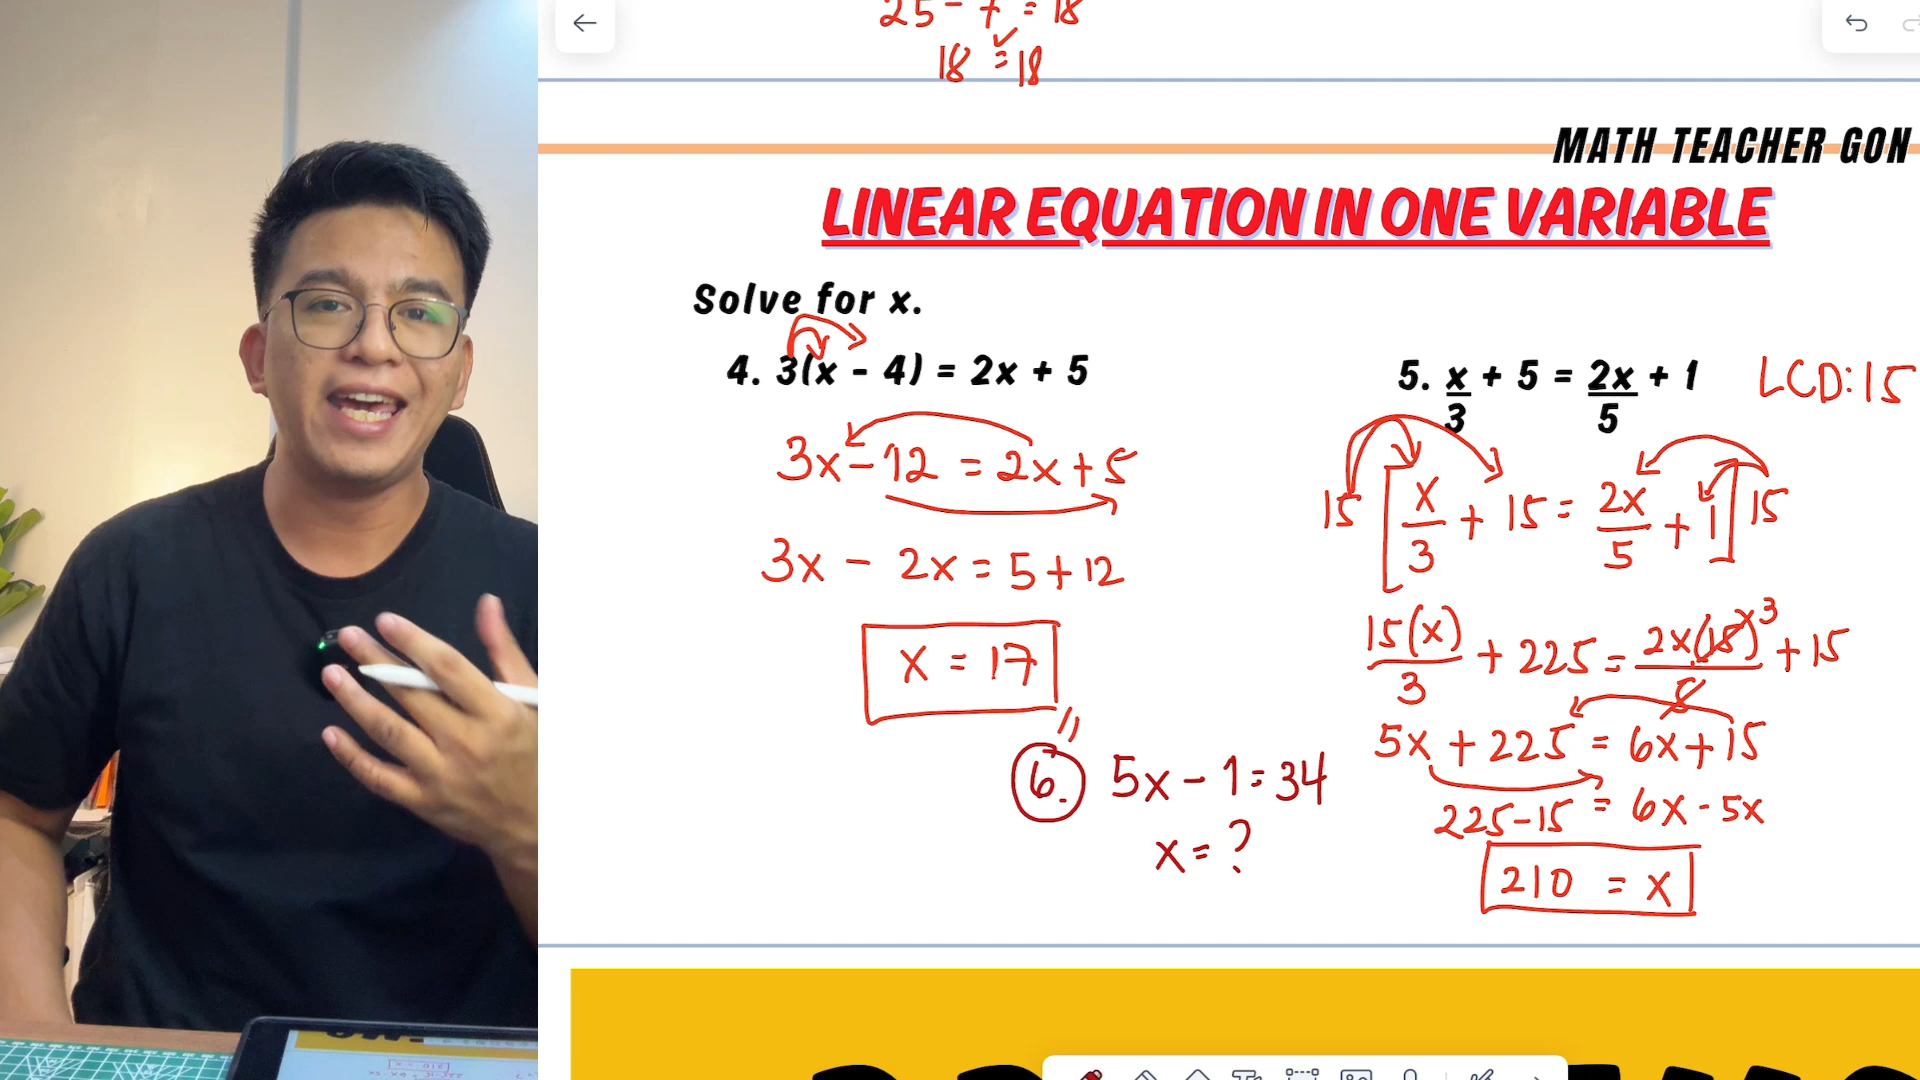 25 - 7 = 18
18 = 18
MATH TEACHER GON
LINEAR EQUATION IN ONE VARIABLE
Solve for x.
4. 3(x - 4) = 2x + 5
3x - 12 = 2x + 5
3x - 2x = 5 + 12
x = 17
6. 5x - 1 = 34
x = ?
5. x/3 + 5 = 2x/5 + 1 LCD: 15
15 [ x/3 + 15 = 2x/5 + 1 ] 15
15(x)/3 + 225 = 2x(15)³/5 + 15
5x + 225 = 6x + 15
225 - 15 = 6x - 5x
210 = x